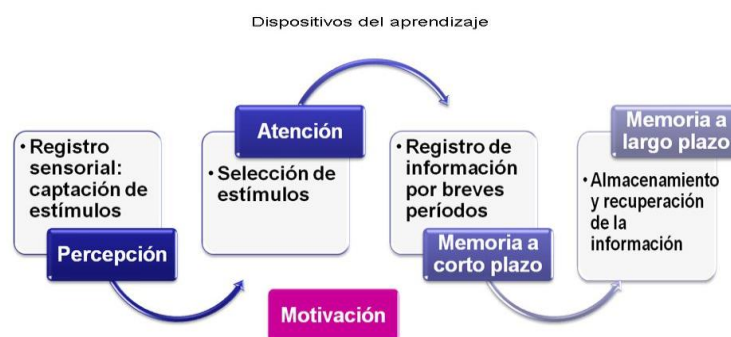 Dispositivos del aprendizaje
• Registro
sensorial:
captación de
estímulos
Percepción
Atención
• Selección de
estímulos
• Registro de
información
por breves
períodos
Memoria a
corto plazo
Memoria a
largo plazo
• Almacenamiento
y recuperación
de la
información
Motivación